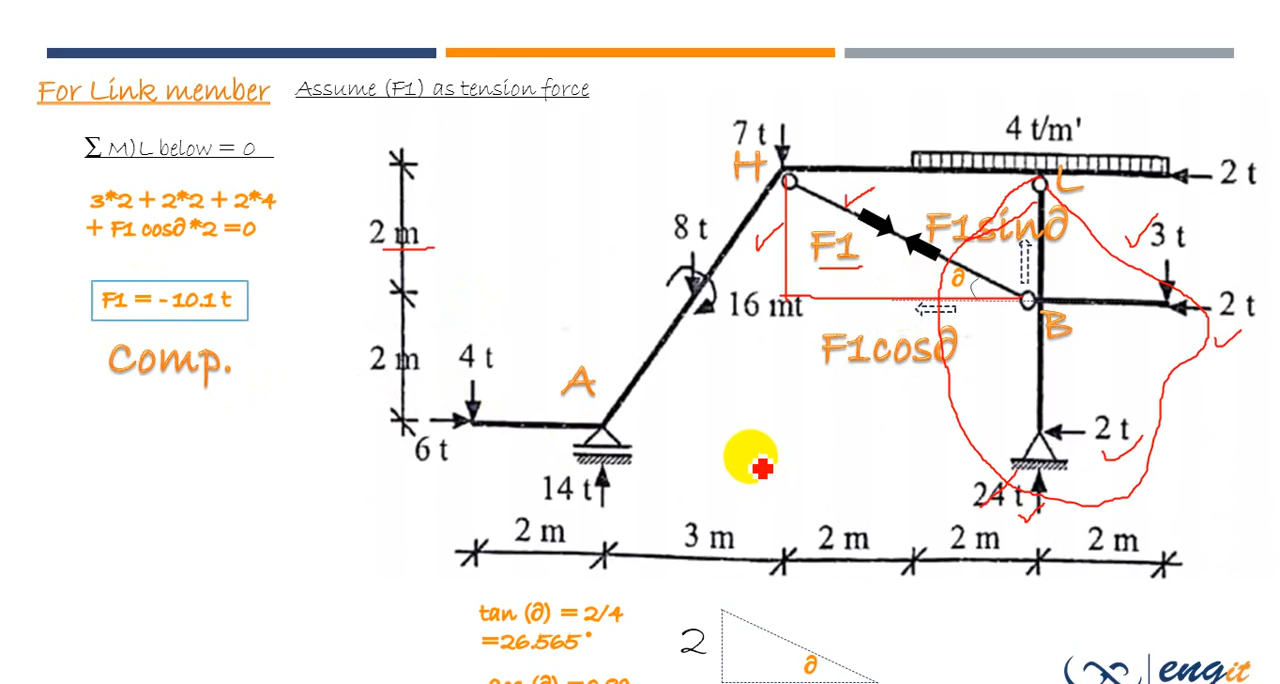 For Link member
Assume (F1) as tension force
∑ M)L below = 0
3*2 + 2*2 + 2*4
+ F1 cos∂ *2 =0
F1 = -10.1 t
Comp.
7 t
4 t/m'
H
L
2 t
2 m
8 t
F1
F1sin∂
3 t
∂
16 mt
2 t
B
F1cos∂
2 m
4 t
A
6 t
2 t
14 t
24 t
2 m
3 m
2 m
2 m
2 m
tan (∂) = 2/4
=26.565°
2
∂
engit